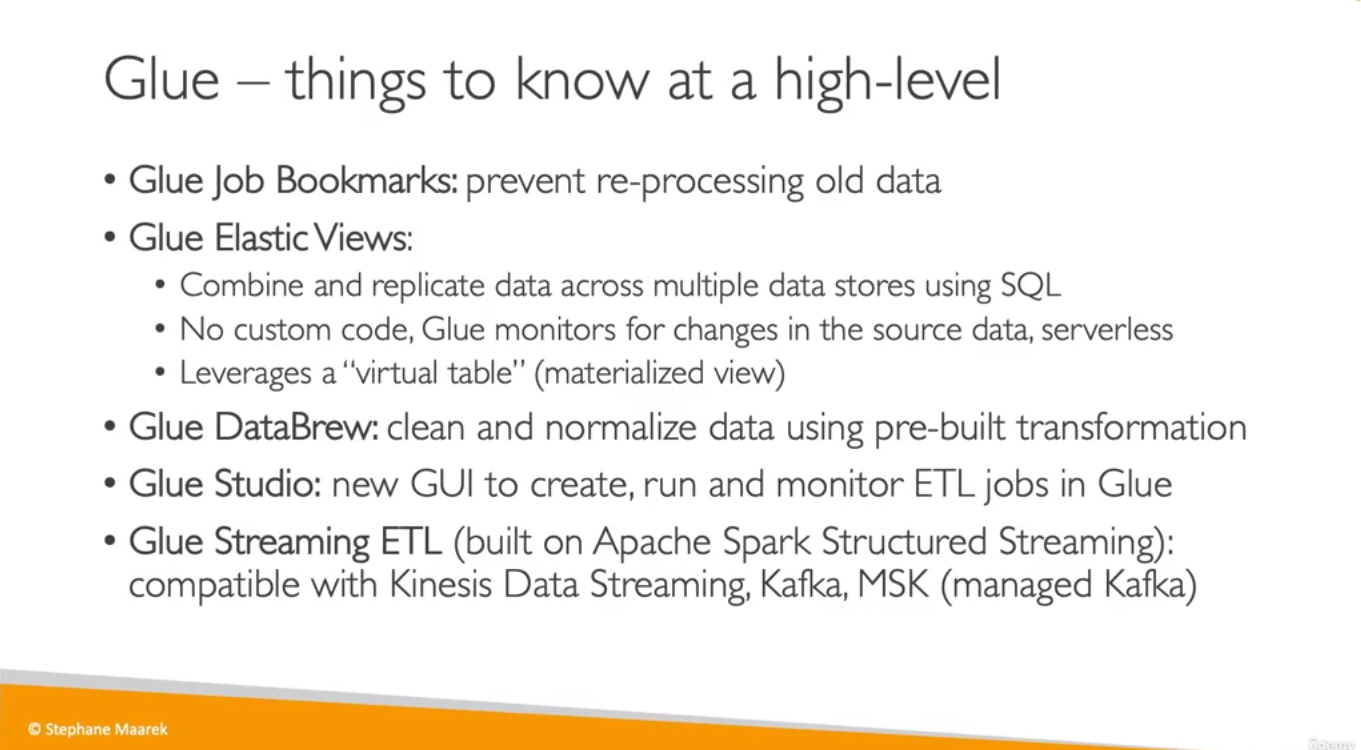 Glue – things to know at a high-level
• Glue Job Bookmarks: prevent re-processing old data
• Glue Elastic Views:
• Combine and replicate data across multiple data stores using SQL
• No custom code, Glue monitors for changes in the source data, serverless
• Leverages a “virtual table” (materialized view)
• Glue DataBrew: clean and normalize data using pre-built transformation
• Glue Studio: new GUI to create, run and monitor ETL jobs in Glue
• Glue Streaming ETL (built on Apache Spark Structured Streaming):
compatible with Kinesis Data Streaming, Kafka, MSK (managed Kafka)
© Stephane Maarek
ûdemy